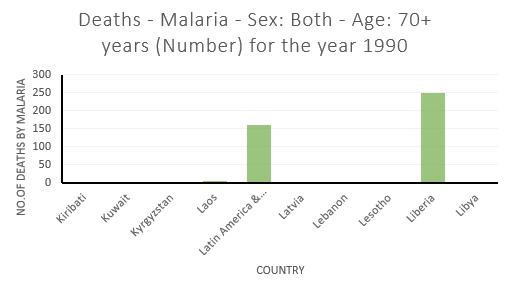 Deaths - Malaria - Sex: Both - Age: 70+
years (Number) for the year 1990
NO.OF DEATHS BY MALARIA
300
250
200
150
100
50
0
Kiribati
Kuwait
Kyrgyzstan
Laos
Latin America &...
Latvia
Lebanon
Lesotho
Liberia
Libya
COUNTRY